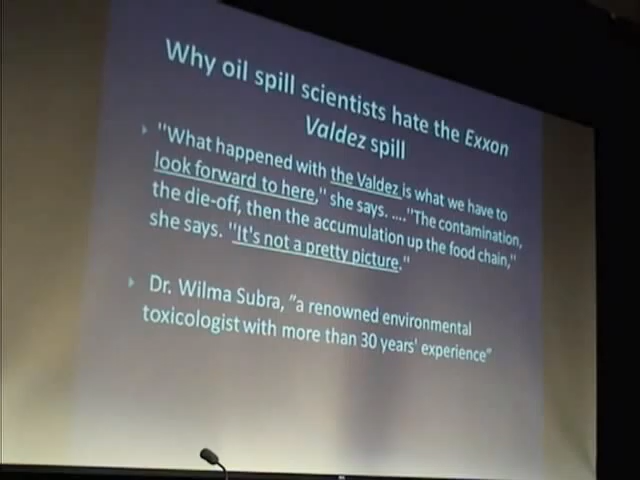 Why oil spill scientists hate the Exxon
Valdez spill
"What happened with the Valdez is what we have to
look forward to here," she says. ...."The contamination,
the die-off, then the accumulation up the food chain,"
she says. "It's not a pretty picture."
Dr. Wilma Subra, "a renowned environmental
toxicologist with more than 30 years' experience"